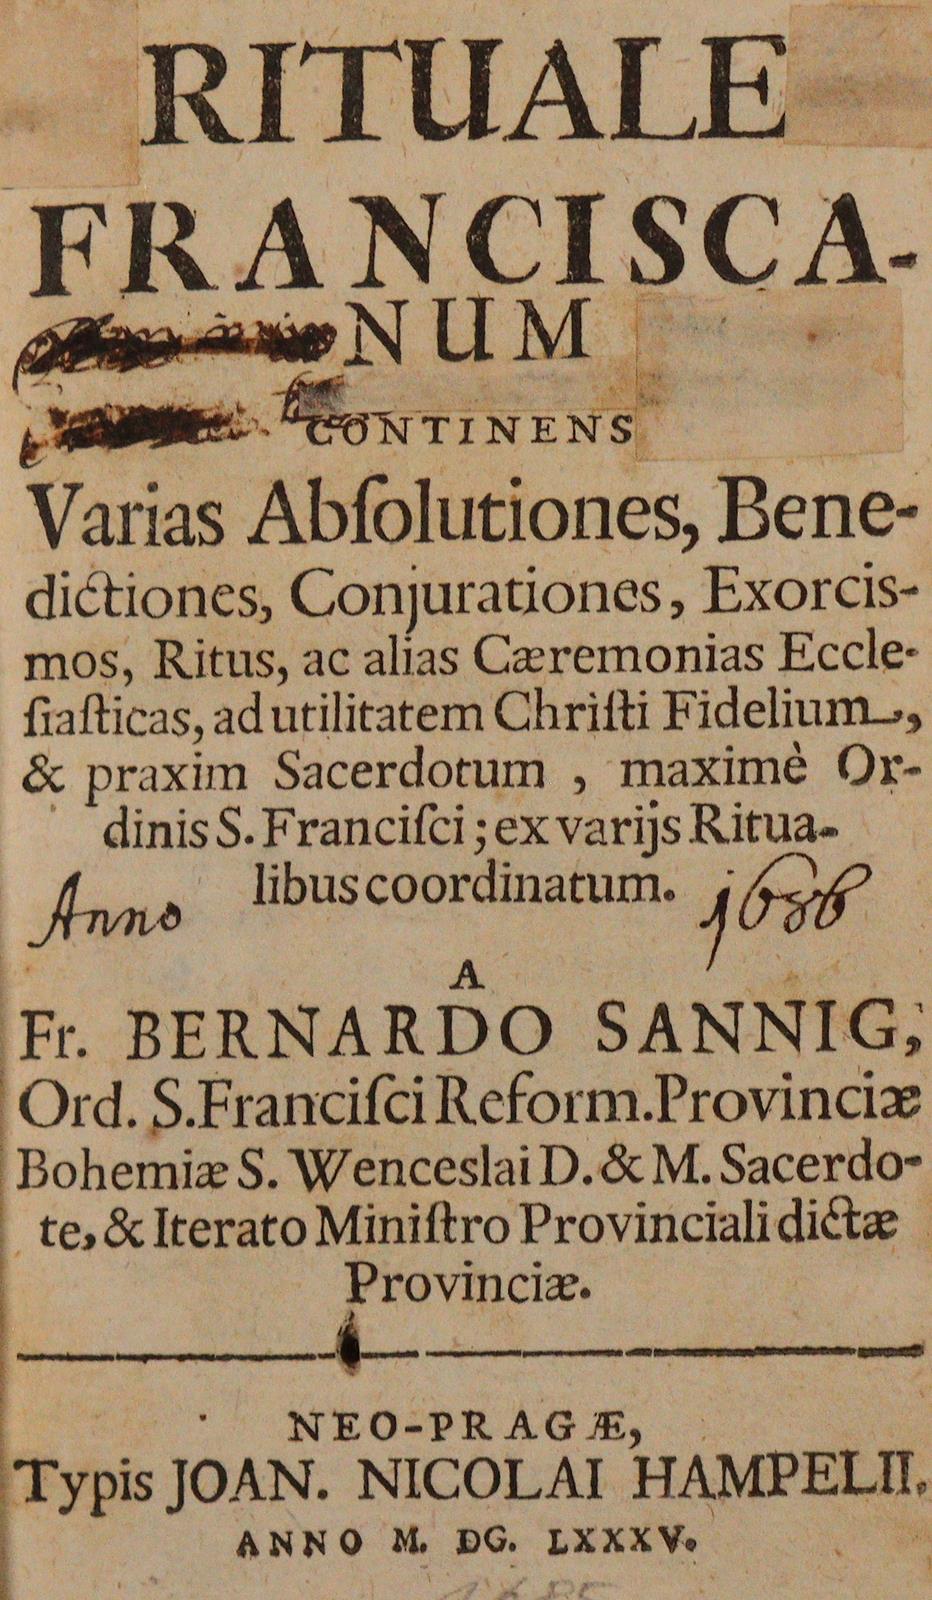 RITUALE
FRANCISCA-
NUM
CONTINENS
Varias Abſolutiones, Bene-
dictiones, Conjurationes, Exorcis-
mos, Ritus, ac alias Cæremonias Eccle-
ſiaſticas, ad utilitatem Chriſti Fidelium,
& praxim Sacerdotum , maximè Or-
dinis S. Franciſci ; ex varijs Ritua-
libus coordinatum.
Anno 1686
A
Fr. BERNARDO SANNIG,
Ord. S. Franciſci Reform. Provinciæ
Bohemiæ S. Wenceslai D. & M. Sacerdo-
te, & Iterato Miniſtro Provinciali dictæ
Provinciæ.
NEO-PRAGÆ,
Typis JOAN. NICOLAI HAMPELII.
ANNO M. DG. LXXXV.
1685